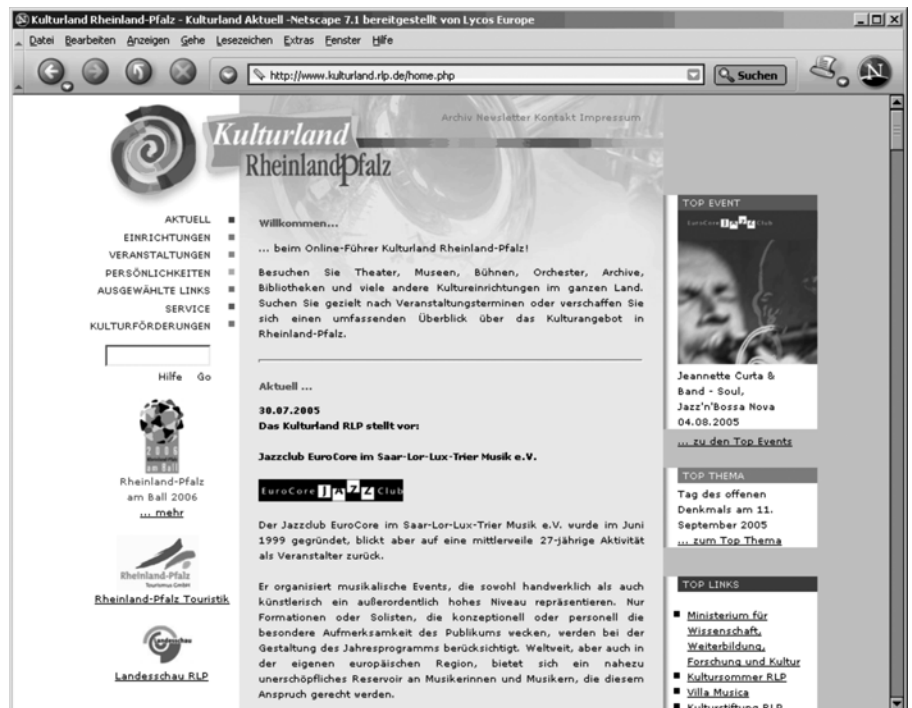 Kulturland Rheinland-Pfalz - Kulturland Aktuell -Netscape 7.1 bereitgestellt von Lycos Europe
Datei Bearbeiten Anzeigen Gehe Lesezeichen Extras Fenster Hilfe
http://www.kulturland.rlp.de/home.php
Suchen
N
Archiv Newsletter Kontakt Impressum
Kulturland
Rheinlandpfalz
AKTUELL
EINRICHTUNGEN
VERANSTALTUNGEN
PERSÖNLICHKEITEN
AUSGEWÄHLTE LINKS
SERVICE
KULTURFÖRDERUNGEN
Hilfe Go
2006
am Ball
Rheinland-Pfalz
am Ball 2006
... mehr
Rheinland-Pfalz
Tourismus GmbH
Rheinland-Pfalz Touristik
Landesschau
Landesschau RLP
Willkommen...
... beim Online-Führer Kulturland Rheinland-Pfalz!
Besuchen Sie Theater, Museen, Bühnen, Orchester, Archive,
Bibliotheken und viele andere Kultureinrichtungen im ganzen Land.
Suchen Sie gezielt nach Veranstaltungsterminen oder verschaffen Sie
sich einen umfassenden Überblick über das Kulturangebot in
Rheinland-Pfalz.
Aktuell ...
30.07.2005
Das Kulturland RLP stellt vor:
Jazzclub EuroCore im Saar-Lor-Lux-Trier Musik e.V.
EuroCore JAZZ Club
Der Jazzclub EuroCore im Saar-Lor-Lux-Trier Musik e.V. wurde im Juni
1999 gegründet, blickt aber auf eine mittlerweile 27-jährige Aktivität
als Veranstalter zurück.
Er organisiert musikalische Events, die sowohl handwerklich als auch
künstlerisch ein außerordentlich hohes Niveau repräsentieren. Nur
Formationen oder Solisten, die konzeptionell oder personell die
besondere Aufmerksamkeit des Publikums wecken, werden bei der
Gestaltung des Jahresprogramms berücksichtigt. Weltweit, aber auch in
der eigenen europäischen Region, bietet sich ein nahezu
unerschöpfliches Reservoir an Musikerinnen und Musikern, die diesem
Anspruch gerecht werden.
TOP EVENT
EuroCore JAZZ Club
Jeannette Curta &
Band - Soul,
Jazz'n'Bossa Nova
04.08.2005
... zu den Top Events
TOP THEMA
Tag des offenen
Denkmals am 11.
September 2005
... zum Top Thema
TOP LINKS
Ministerium für
Wissenschaft,
Weiterbildung,
Forschung und Kultur
Kultursommer RLP
Villa Musica
Kulturstiftung RLP